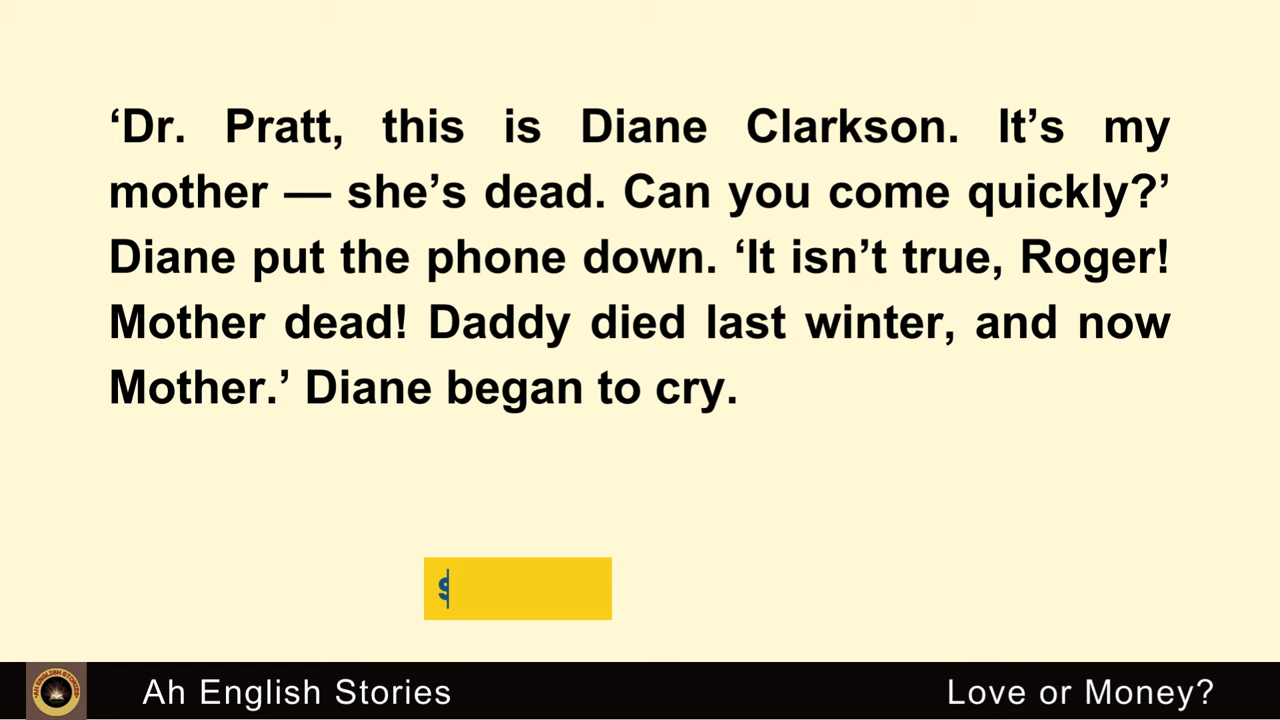 ‘Dr. Pratt, this is Diane Clarkson. It’s my
mother — she’s dead. Can you come quickly?’
Diane put the phone down. ‘It isn’t true, Roger!
Mother dead! Daddy died last winter, and now
Mother.’ Diane began to cry.
Ah English Stories
Love or Money?